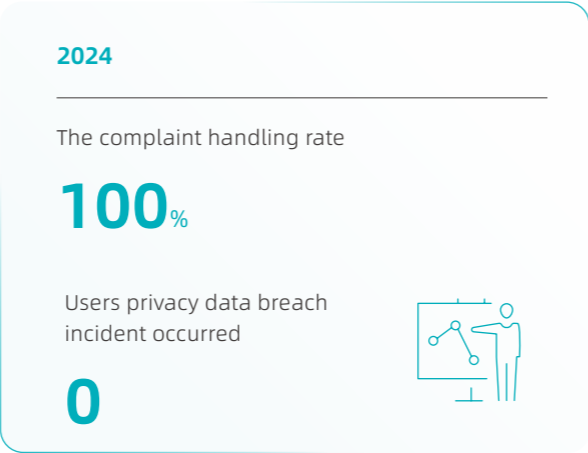 2024
The complaint handling rate
100%
Users privacy data breach
incident occurred
0